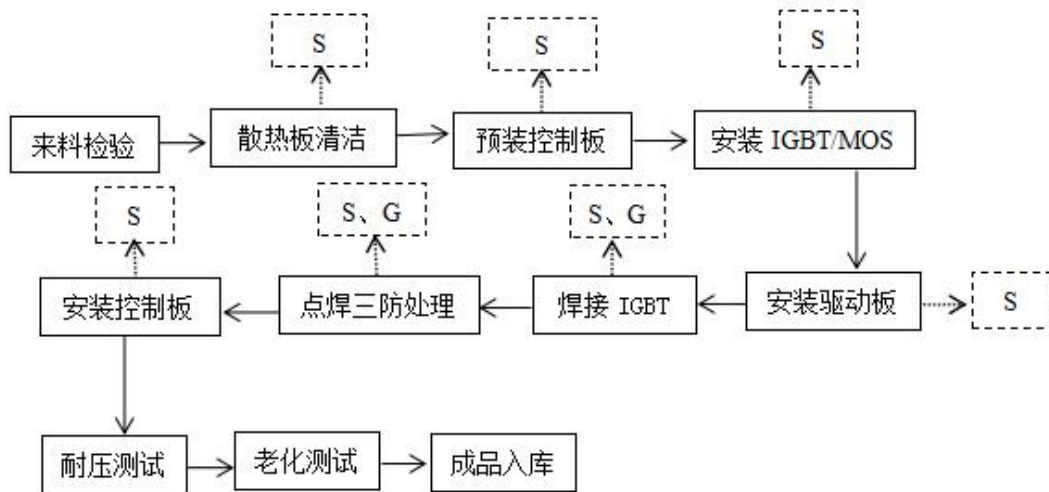 S
S
S
来料检验
散热板清洁
预装控制板
安装 IGBT/MOS
S
S、G
S、G
安装控制板
点焊三防处理
焊接 IGBT
安装驱动板
S
耐压测试
老化测试
成品入库